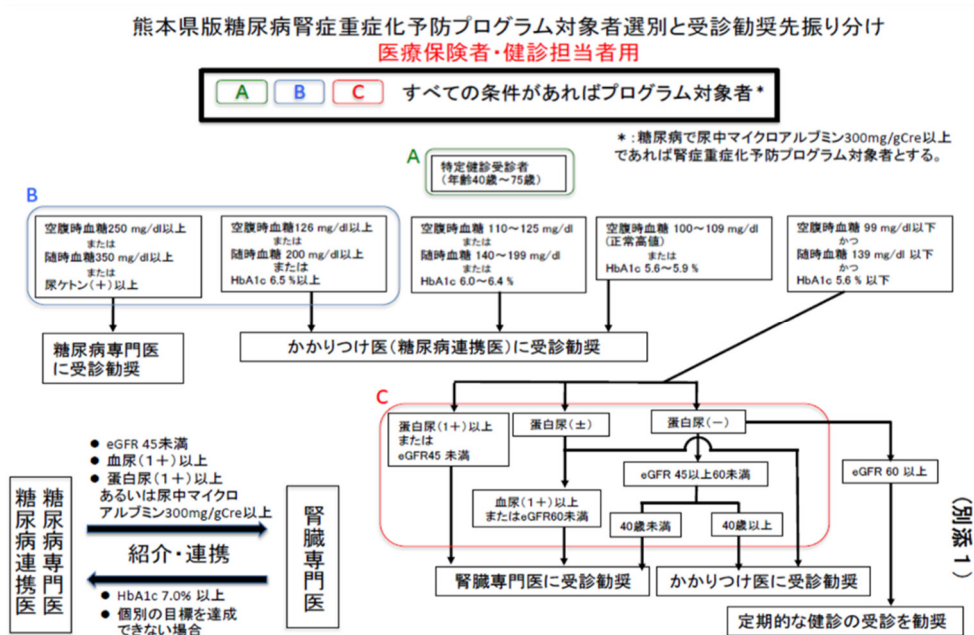 熊本県版糖尿病腎症重症化予防プログラム対象者選別と受診勧奨先振り分け
医療保険者・健診担当者用
A B C すべての条件があればプログラム対象者*
*:糖尿病で尿中マイクロアルブミン300mg/gCre以上
であれば腎症重症化予防プログラム対象者とする。
A
特定健診受診者
(年齢40歳~75歳)
B
空腹時血糖250 mg/dl以上
または
随時血糖350 mg/dl以上
または
尿ケトン(+)以上
空腹時血糖126 mg/dl以上
または
随時血糖 200 mg/dl以上
または
HbA1c 6.5 %以上
空腹時血糖 110~125 mg/dl
または
随時血糖 140~199 mg/dl
または
HbA1c 6.0~6.4 %
空腹時血糖 100~109 mg/dl
(正常高値)
または
HbA1c 5.6~5.9 %
空腹時血糖 99 mg/dl以下
かつ
随時血糖 139 mg/dl 以下
かつ
HbA1c 5.6 % 以下
糖尿病専門医
に受診勧奨
かかりつけ医(糖尿病連携医)に受診勧奨
C
蛋白尿(1+)以上
または
eGFR45 未満
蛋白尿(±)
蛋白尿(ー)
血尿(1+)以上
またはeGFR60未満
eGFR 45以上60未満
40歳未満
40歳以上
eGFR 60 以上
腎臓専門医に受診勧奨
かかりつけ医に受診勧奨
定期的な健診の受診を勧奨
● eGFR 45未満
● 血尿(1+)以上
● 蛋白尿(1+)以上
あるいは尿中マイクロ
アルブミン300mg/gCre以上
糖尿病専門医
糖尿病連携医
紹介・連携
腎臓専門医
● HbA1c 7.0% 以上
● 個別の目標を達成
できない場合
(別添1)